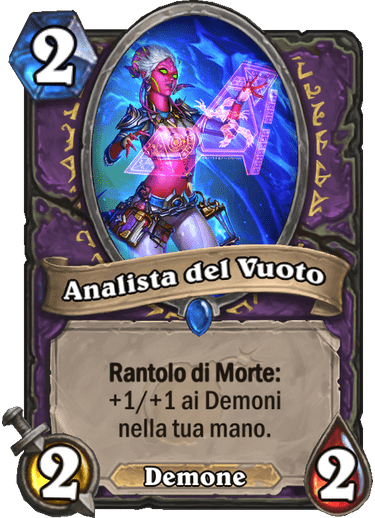 2
Analista del Vuoto
Rantolo di Morte:
+1/+1 ai Demoni
nella tua mano.
2
Demone
2